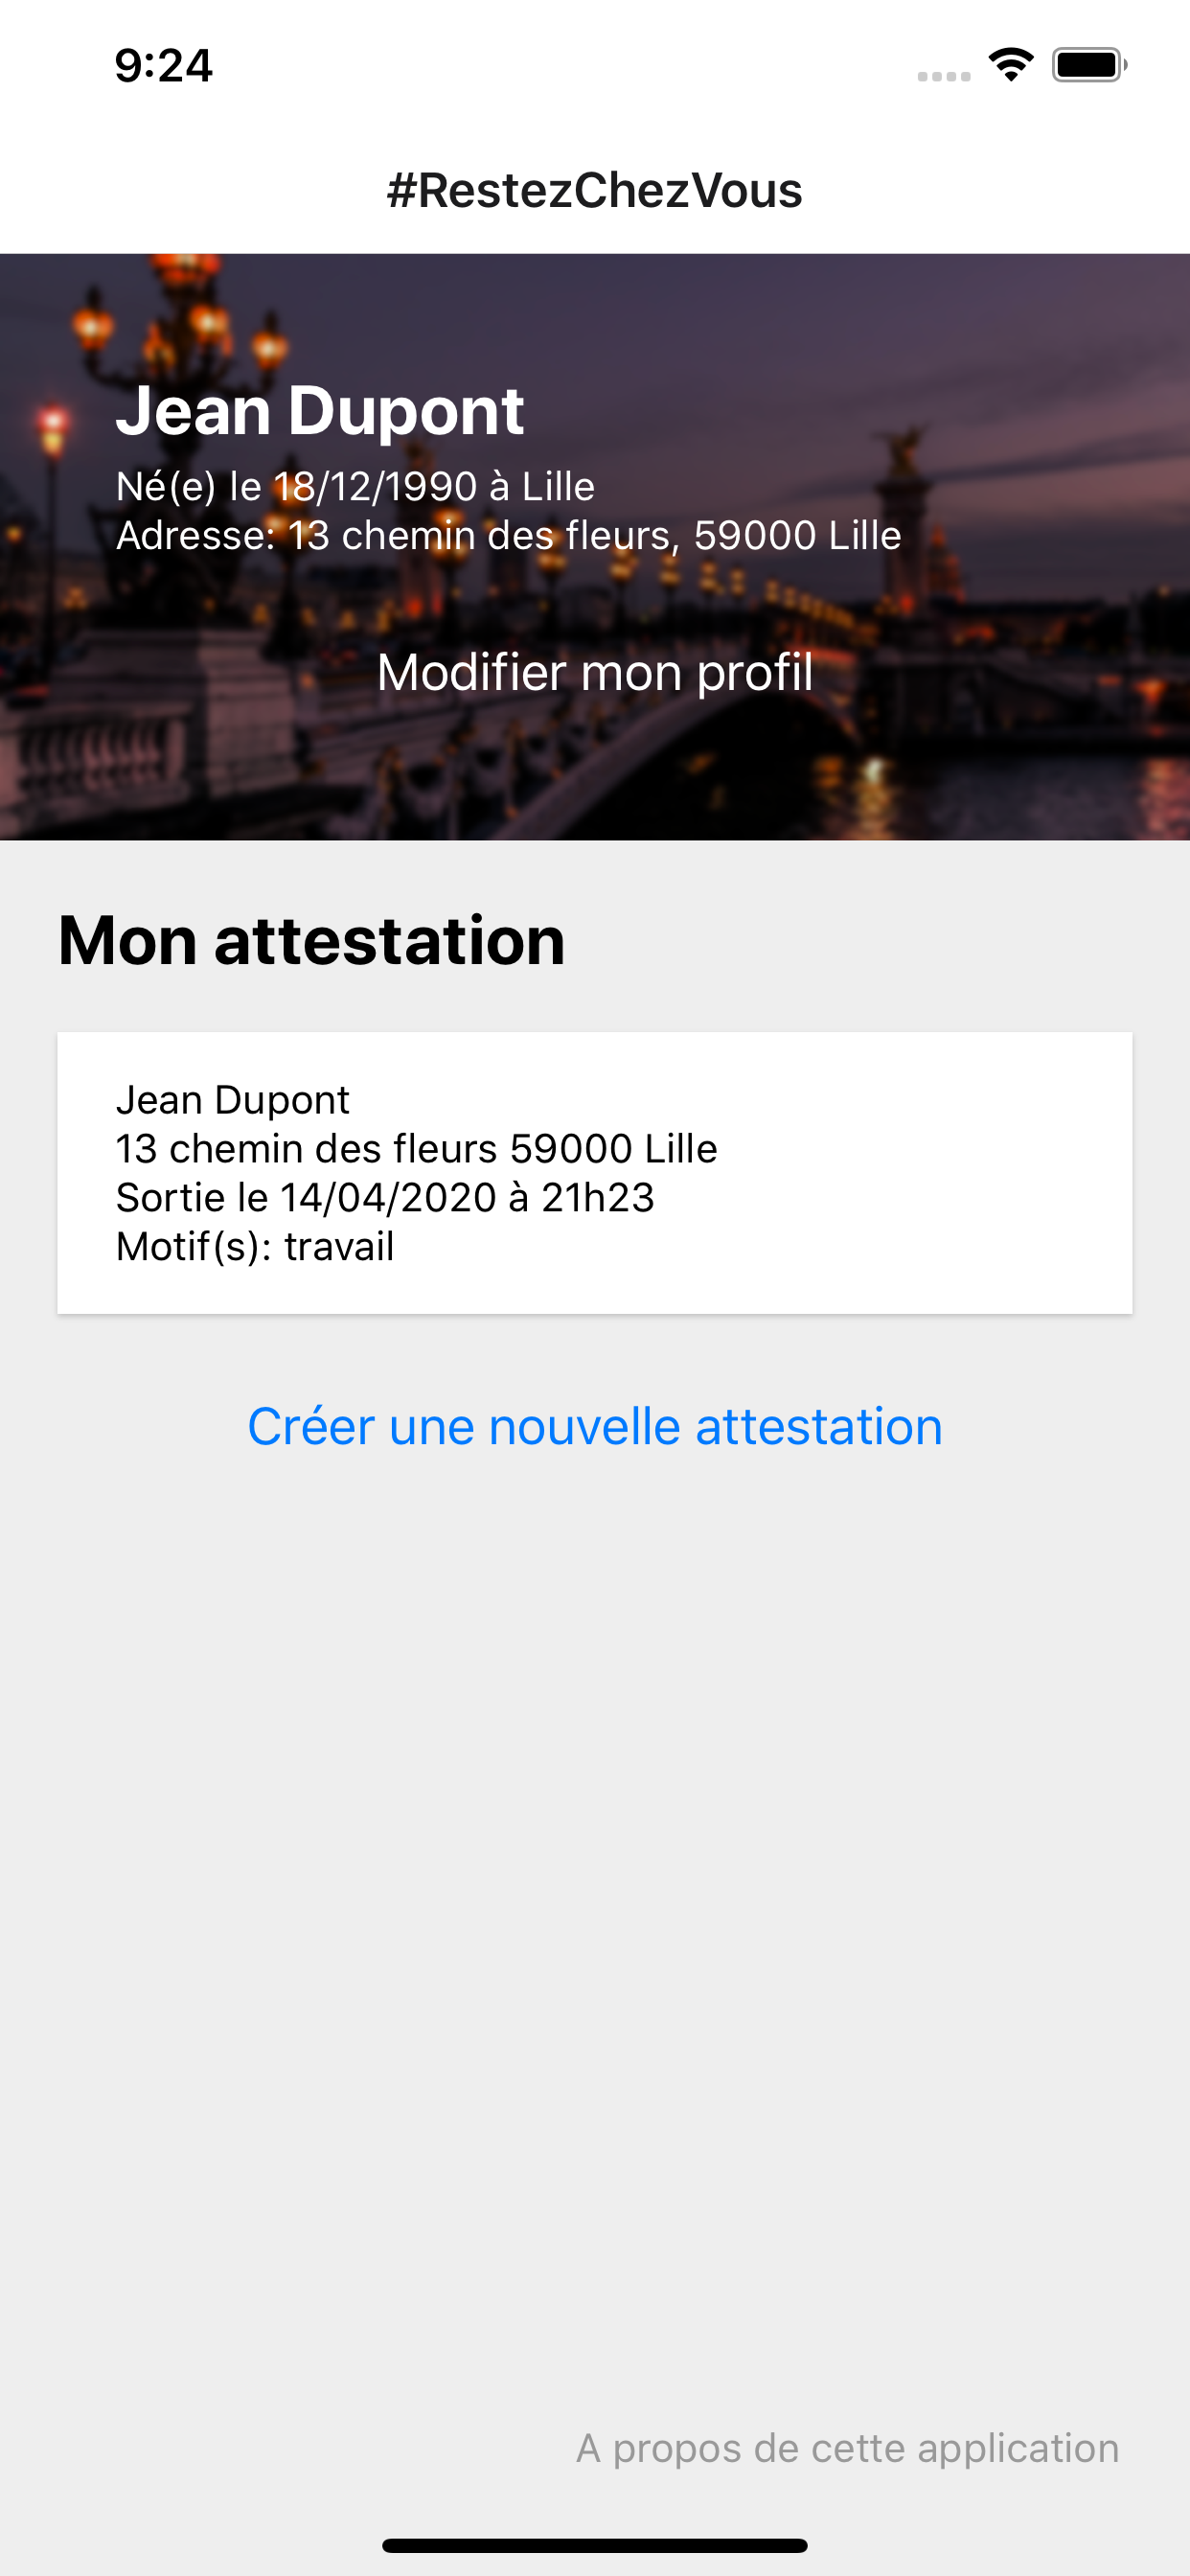 9:24
#RestezChezVous
Jean Dupont
Né(e) le 18/12/1990 à Lille
Adresse: 13 chemin des fleurs, 59000 Lille
Modifier mon profil
Mon attestation
Jean Dupont
13 chemin des fleurs 59000 Lille
Sortie le 14/04/2020 à 21h23
Motif(s): travail
Créer une nouvelle attestation
A propos de cette application